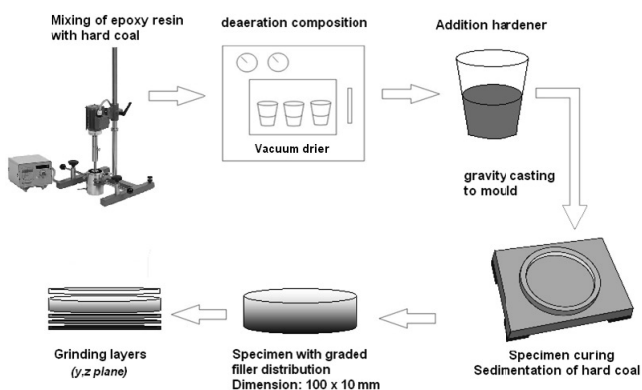 Mixing of epoxy resin
with hard coal
deaeration composition
Addition hardener
Vacuum drier
gravity casting
to mould
Grinding layers
(y,z plane)
Specimen with graded
filler distribution
Dimension: 100 x 10 mm
Specimen curing
Sedimentation of hard coal